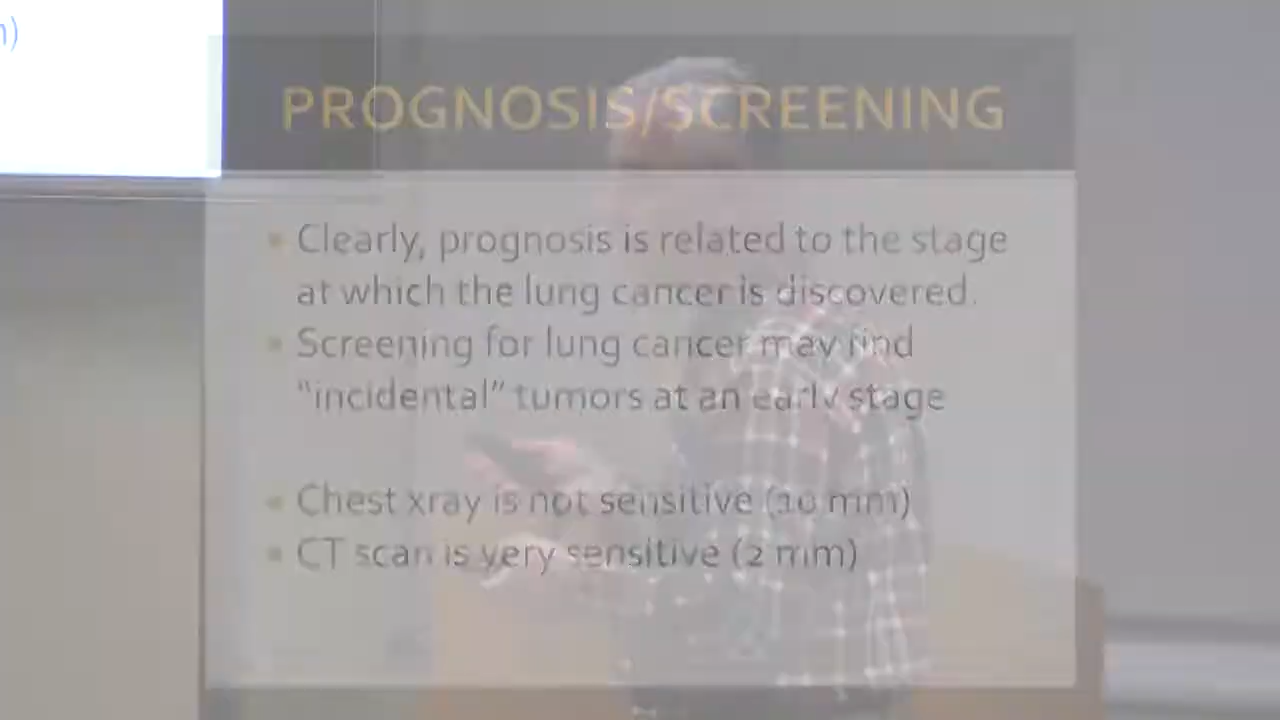 m)
PROGNOSIS/SCREENING
Clearly, prognosis is related to the stage
at which the lung cancer is discovered.
Screening for lung cancer may find
"incidental" tumors at an early stage
Chest xray is not sensitive (10 mm)
CT scan is very sensitive (2 mm)